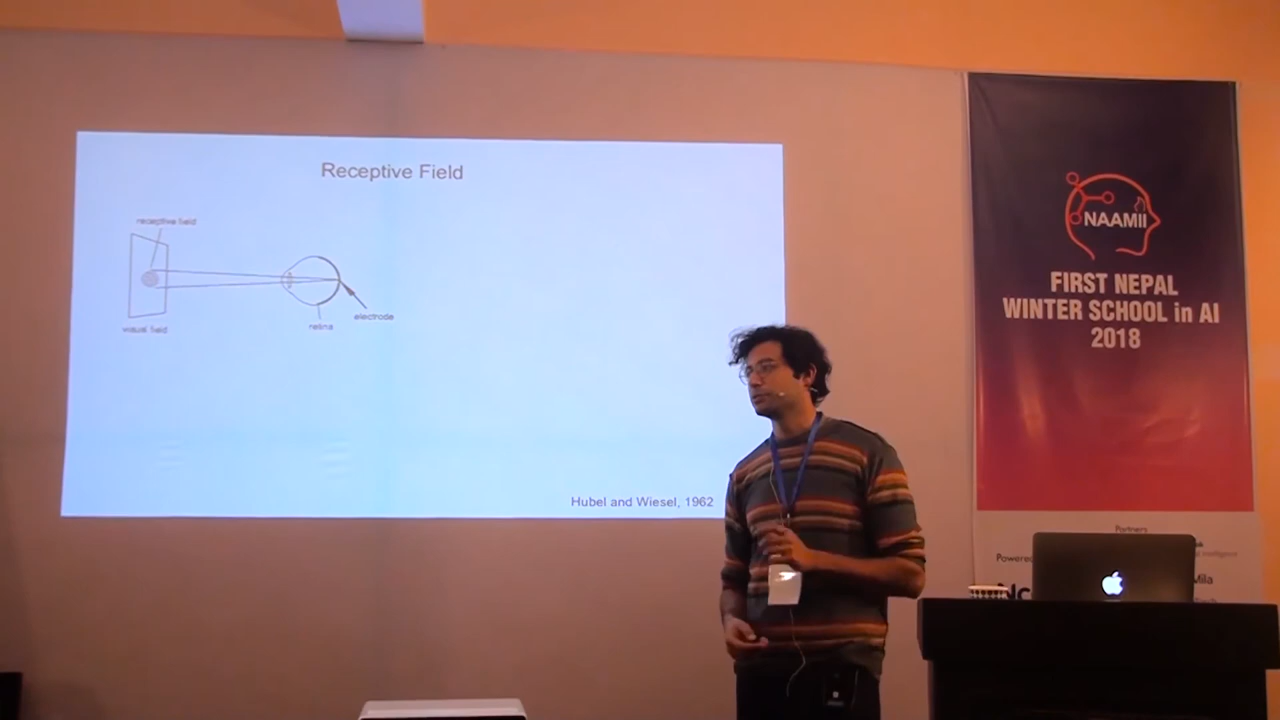 Receptive Field
receptive field
visual field
retina
electrode
Hubel and Wiesel, 1962
NAAMII
FIRST NEPAL
WINTER SCHOOL in AI
2018
Partners
Powered
Mila